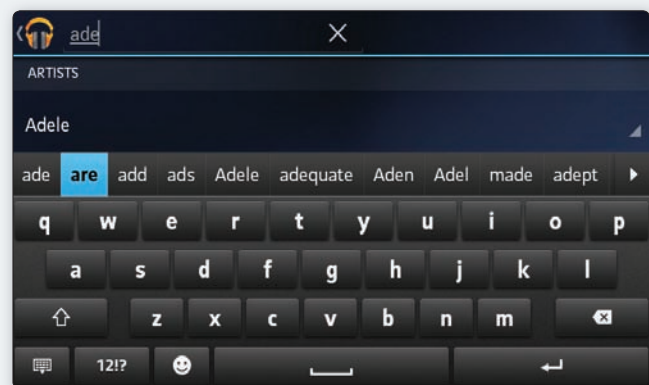 ade
ARTISTS
Adele
ade are add ads Adele adequate Aden Adel made adept
q w e r t y u i o p
a s d f g h j k l
z x c v b n m
12!?